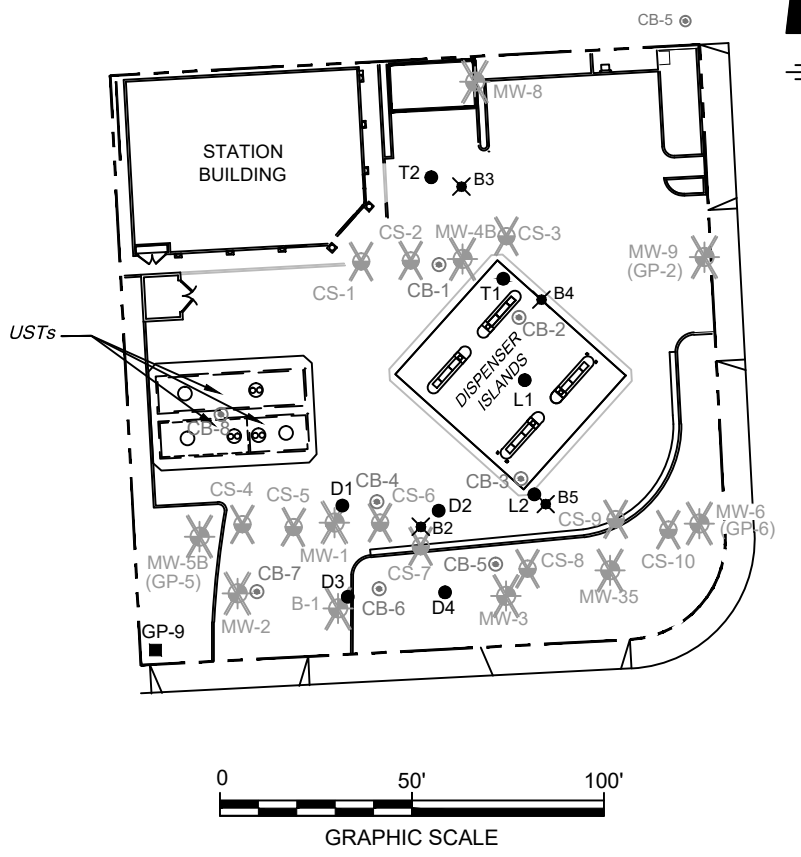 CB-5
MW-8
STATION
BUILDING
T2
B3
CS-2
MW-4B
CS-3
MW-9
(GP-2)
CS-1
CB-1
T1
B4
CB-2
USTs
DISPENSER
ISLANDS
L1
CB-8
CB-3
CS-4
CS-5
D1
CB-4
CS-6
D2
L2
B5
MW-1
B2
CS-9
MW-6
(GP-6)
MW-5B
(GP-5)
CS-7
CS-10
CB-7
D3
CB-5
CS-8
MW-2
B-1
CB-6
D4
MW-3
MW-35
GP-9
0 50' 100'
GRAPHIC SCALE